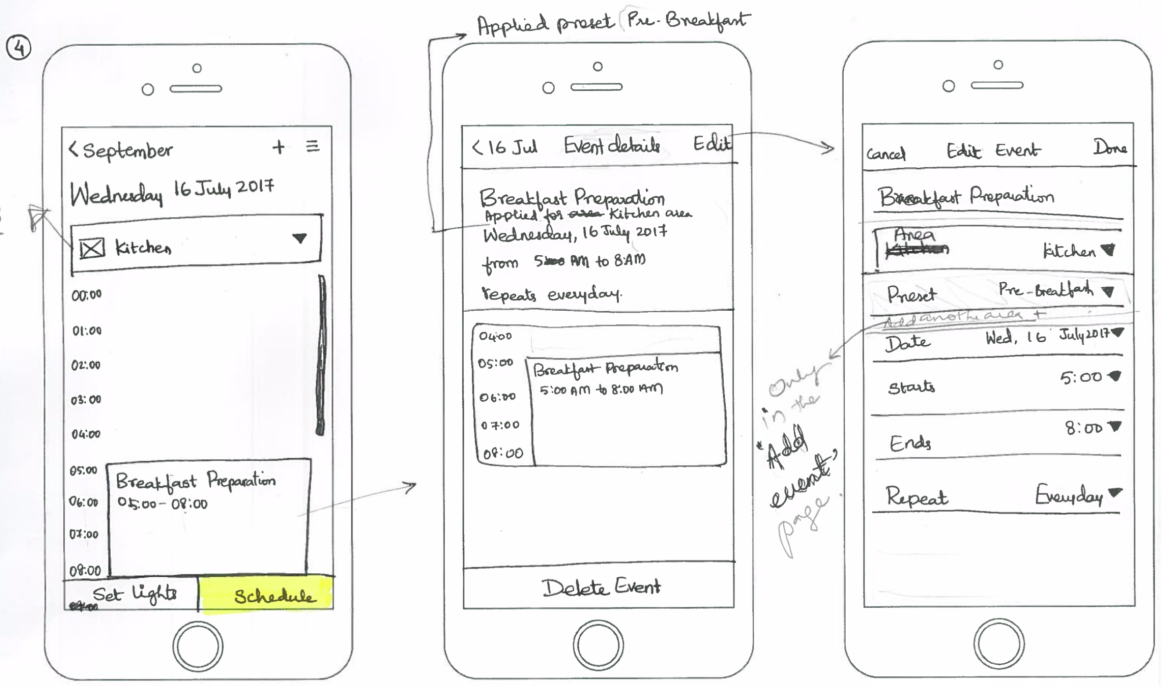 4
Applied preset Pre-Breakfast
< September + ≡
Wednesday 16 July 2017
Kitchen
00:00
01:00
02:00
03:00
04:00
05:00
Breakfast Preparation
05:00 - 08:00
06:00
07:00
08:00
Set Lights
Schedule
< 16 Jul Event details Edit
Breakfast Preparation
Applied for Kitchen area
Wednesday, 16 July 2017
from 5 AM to 8 AM
repeats everyday.
04:00
05:00
Breakfast Preparation
5:00 AM to 8:00 AM
06:00
07:00
08:00
Delete Event
Cancel Edit Event Done
Breakfast Preparation
Area
Kitchen
Preset Pre-Breakfast
Add another area +
Date Wed, 16 July 2017
Starts 5:00
Ends 8:00
Repeat Everyday
Only
in the
"Add
event"
page.